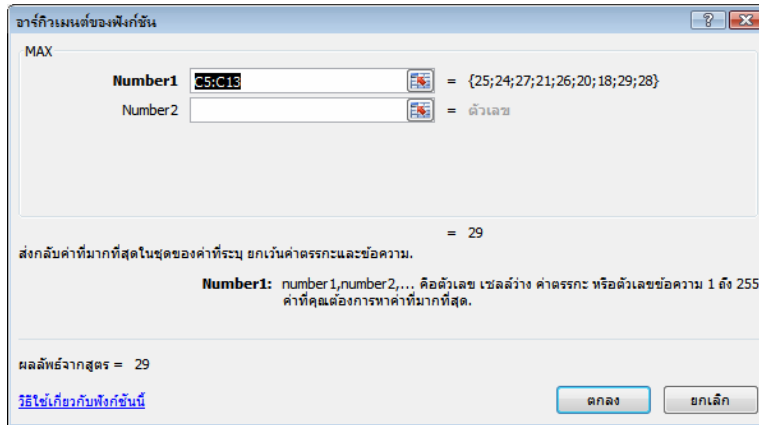 อาร์กิวเมนต์ของฟังก์ชัน
MAX
Number1 C5:C13 = {25;24;27;21;26;20;18;29;28}
Number2 = ตัวเลข
= 29
ส่งกลับค่าที่มากที่สุดในชุดของค่าที่ระบุ ยกเว้นค่าตรรกะและข้อความ.
Number1: number1,number2,... คือตัวเลข เซลล์ว่าง ค่าตรรกะ หรือตัวเลขข้อความ 1 ถึง 255
ค่าที่คุณต้องการหาค่าที่มากที่สุด.
ผลลัพธ์จากสูตร = 29
วิธีใช้เกี่ยวกับฟังก์ชันนี้
ตกลง ยกเลิก